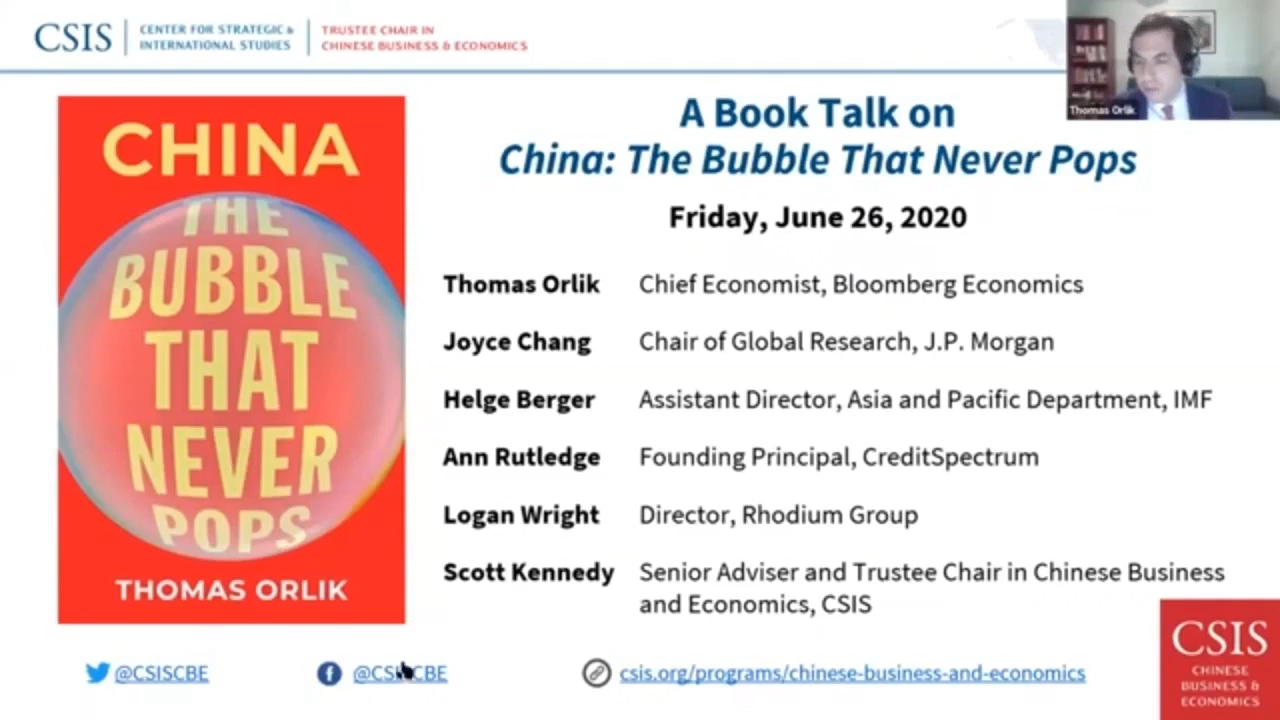 CSIS
CENTER FOR STRATEGIC &
INTERNATIONAL STUDIES
TRUSTEE CHAIR IN
CHINESE BUSINESS & ECONOMICS
Thomas Orlik
CHINA
THE
BUBBLE
THAT
NEVER
POPS
THOMAS ORLIK
A Book Talk on
China: The Bubble That Never Pops
Friday, June 26, 2020
Thomas Orlik Chief Economist, Bloomberg Economics
Joyce Chang Chair of Global Research, J.P. Morgan
Helge Berger Assistant Director, Asia and Pacific Department, IMF
Ann Rutledge Founding Principal, CreditSpectrum
Logan Wright Director, Rhodium Group
Scott Kennedy Senior Adviser and Trustee Chair in Chinese Business
and Economics, CSIS
@CSISCBE
@CSISCBE
csis.org/programs/chinese-business-and-economics
CSIS
CHINESE
BUSINESS &
ECONOMICS